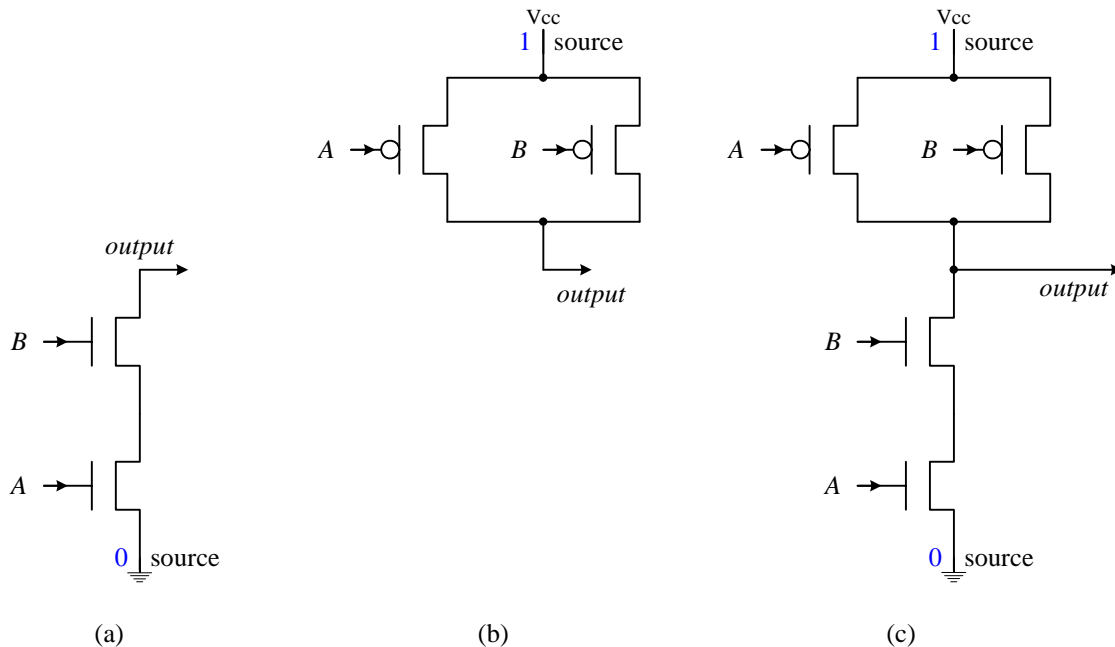 Vcc
1 source
A
B
output
output
B
A
0 source
Vcc
1 source
A
B
output
B
A
0 source
(a)
(b)
(c)